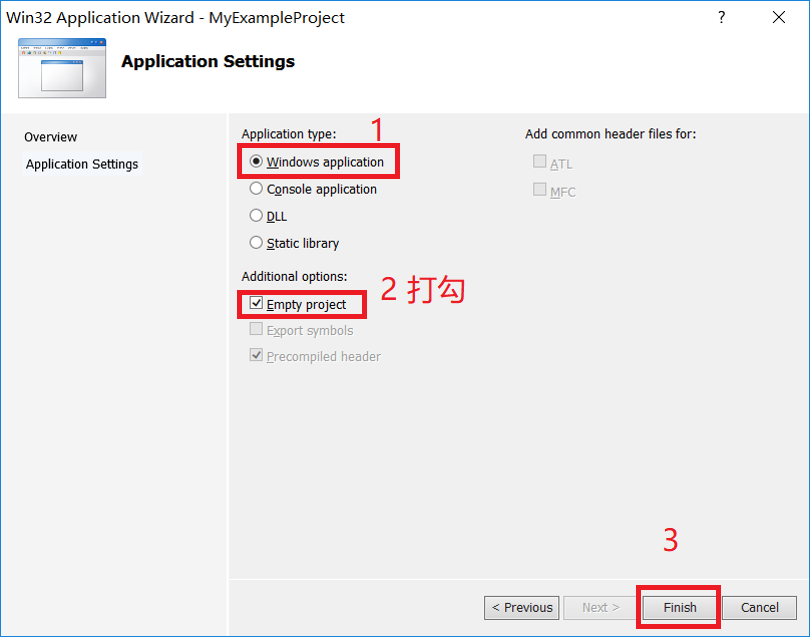 Win32 Application Wizard - MyExampleProject
?
Application Settings
Overview
Application Settings
Application type:
1
Windows application
Console application
DLL
Static library
Additional options:
Empty project
2 打勾
Export symbols
Precompiled header
Add common header files for:
ATL
MFC
3
< Previous
Next >
Finish
Cancel